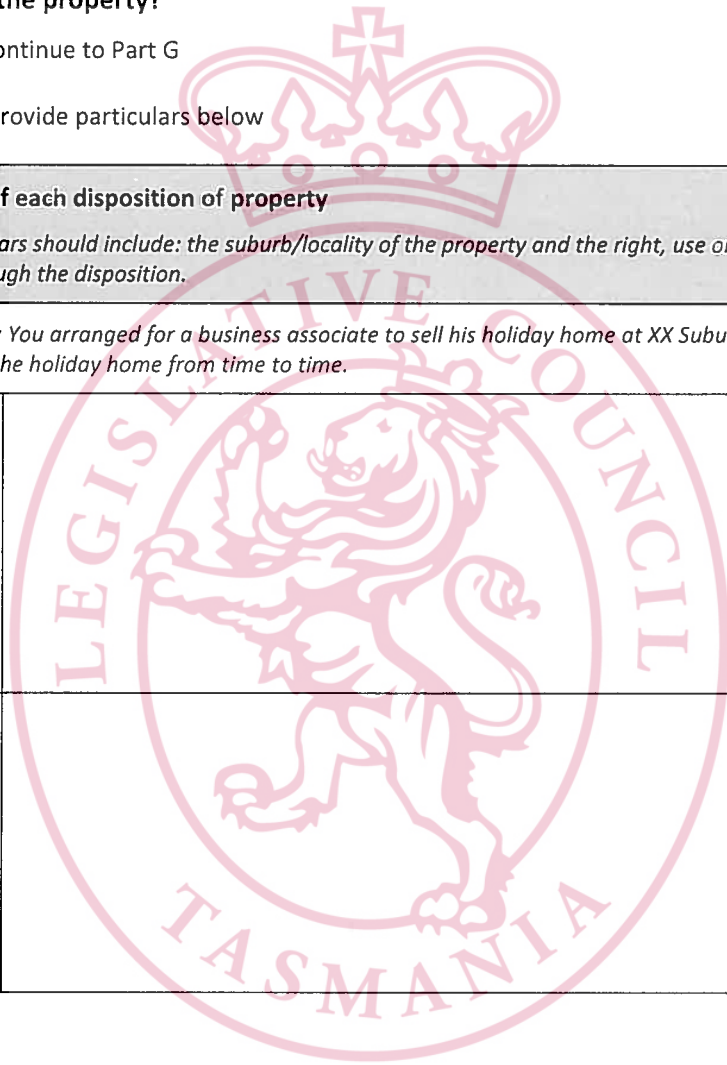 the property?
ontinue to Part G
rovide particulars below
f each disposition of property
ars should include: the suburb/locality of the property and the right, use or
ugh the disposition.
You arranged for a business associate to sell his holiday home at XX Subu
he holiday home from time to time.
LEGISLATIVE COUNCIL
TASMANIA